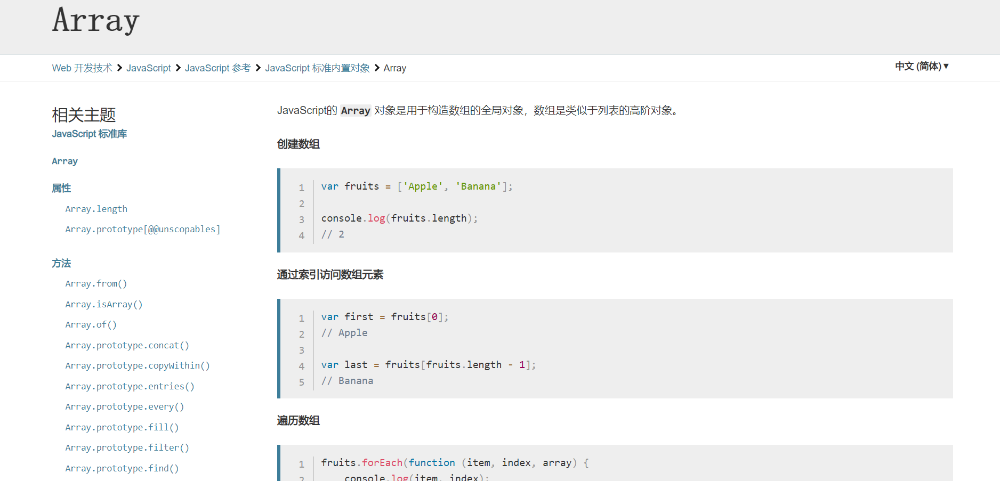 Array
Web 开发技术 > JavaScript > JavaScript 参考 > JavaScript 标准内置对象 > Array
中文 (简体) ▼
相关主题
JavaScript 标准库
Array
属性
Array.length
Array.prototype[@@unscopables]
方法
Array.from()
Array.isArray()
Array.of()
Array.prototype.concat()
Array.prototype.copyWithin()
Array.prototype.entries()
Array.prototype.every()
Array.prototype.fill()
Array.prototype.filter()
Array.prototype.find()
JavaScript的 Array 对象是用于构造数组的全局对象，数组是类似于列表的高阶对象。
创建数组
1 var fruits = ['Apple', 'Banana'];
2
3 console.log(fruits.length);
4 // 2
通过索引访问数组元素
1 var first = fruits[0];
2 // Apple
3
4 var last = fruits[fruits.length - 1];
5 // Banana
遍历数组
1 fruits.forEach(function (item, index, array) {
2 console.log(item, index);